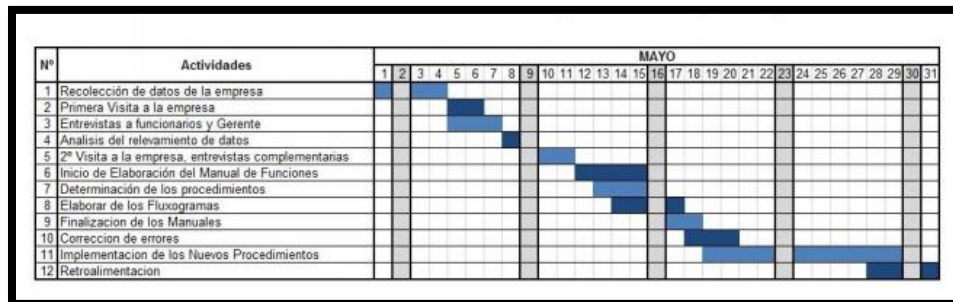 Nº Actividades MAYO
1 2 3 4 5 6 7 8 9 10 11 12 13 14 15 16 17 18 19 20 21 22 23 24 25 26 27 28 29 30 31
1 Recolección de datos de la empresa
2 Primera Visita a la empresa
3 Entrevistas a funcionarios y Gerente
4 Analisis del relevamiento de datos
5 2ª Visita a la empresa, entrevistas complementarias
6 Inicio de Elaboración del Manual de Funciones
7 Determinación de los procedimientos
8 Elaborar de los Fluxogramas
9 Finalizacion de los Manuales
10 Correccion de errores
11 Implementacion de los Nuevos Procedimientos
12 Retroalimentacion